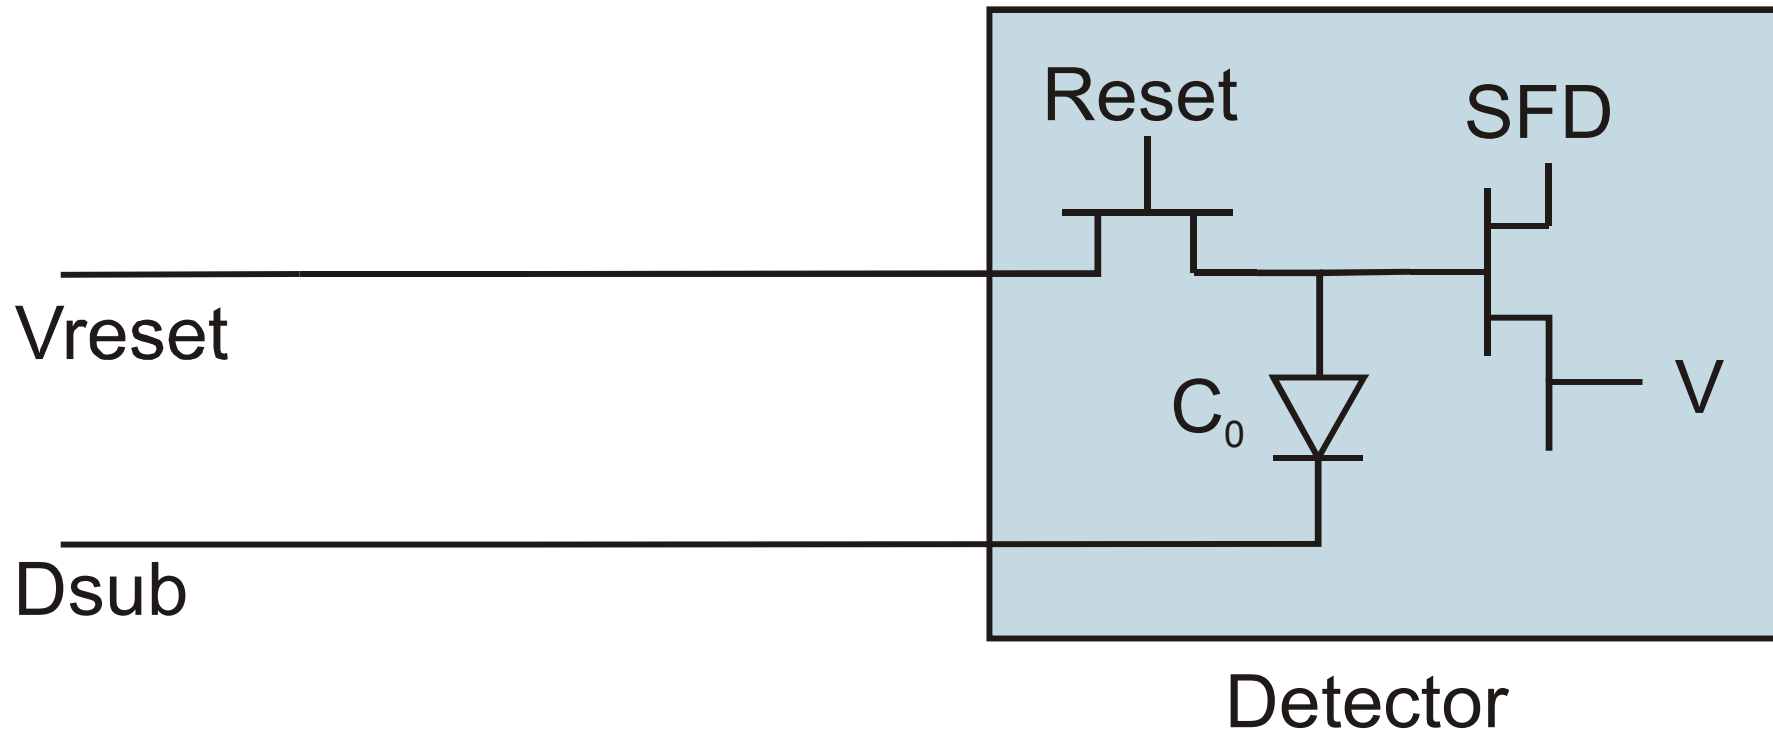 Reset
SFD
Vreset
V
C₀
Dsub
Detector